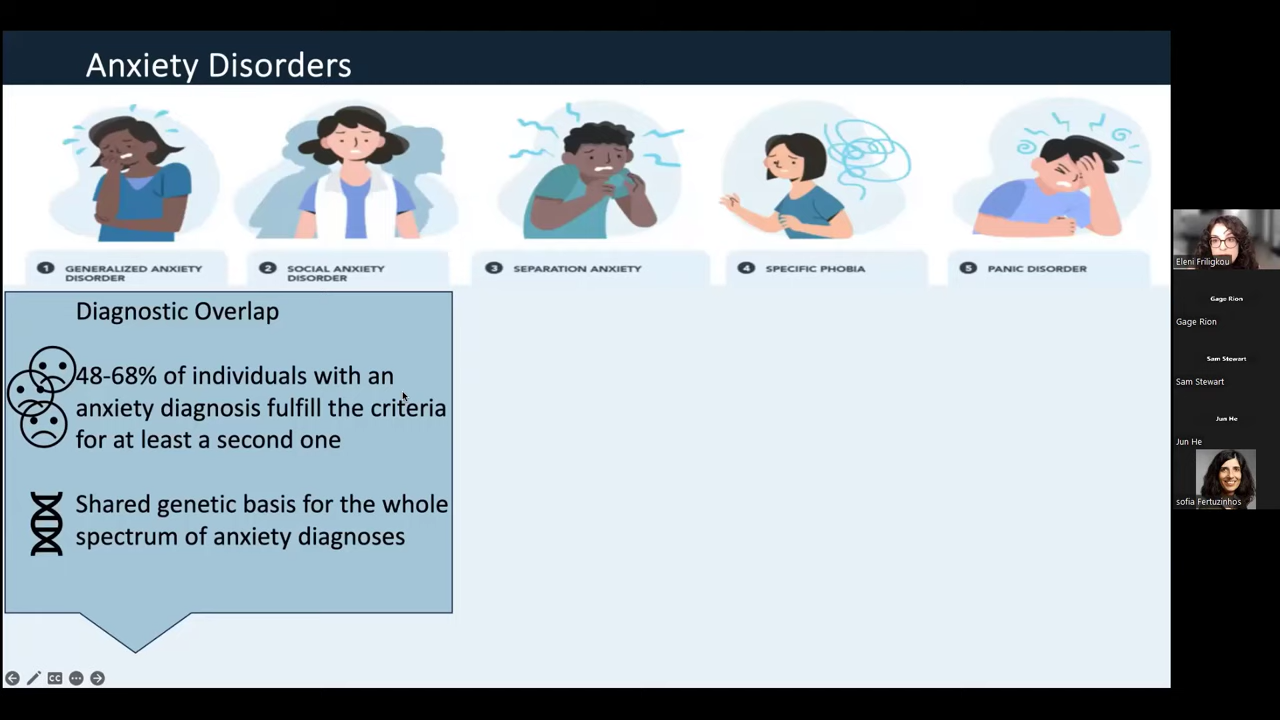 Anxiety Disorders
1 GENERALIZED ANXIETY
DISORDER
2 SOCIAL ANXIETY
DISORDER
3 SEPARATION ANXIETY
4 SPECIFIC PHOBIA
5 PANIC DISORDER
Diagnostic Overlap
48-68% of individuals with an
anxiety diagnosis fulfill the criteria
for at least a second one
Shared genetic basis for the whole
spectrum of anxiety diagnoses
CC
Eleni Friligkou
Gage Rion
Gage Rion
Sam Stewart
Sam Stewart
Jun He
Jun He
sofia Fertuzinhos